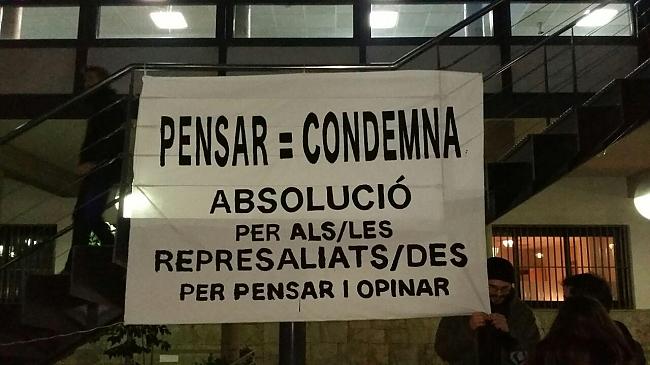 PENSAR = CONDEMNA
ABSOLUCIÓ
PER ALS/LES
REPRESALIATS/DES
PER PENSAR I OPINAR